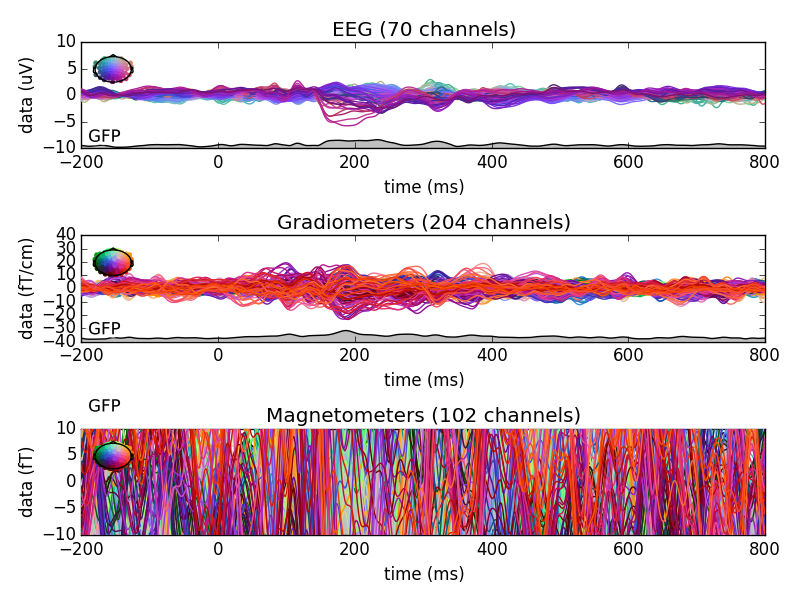 EEG (70 channels)
data (uV)
10
5
0
−5
−10
GFP
−200 0 200 400 600 800
time (ms)
Gradiometers (204 channels)
data (fT/cm)
40
30
20
10
0
−10
−20
−30
−40
GFP
−200 0 200 400 600 800
time (ms)
GFP
Magnetometers (102 channels)
data (fT)
10
5
0
−5
−10
−200 0 200 400 600 800
time (ms)